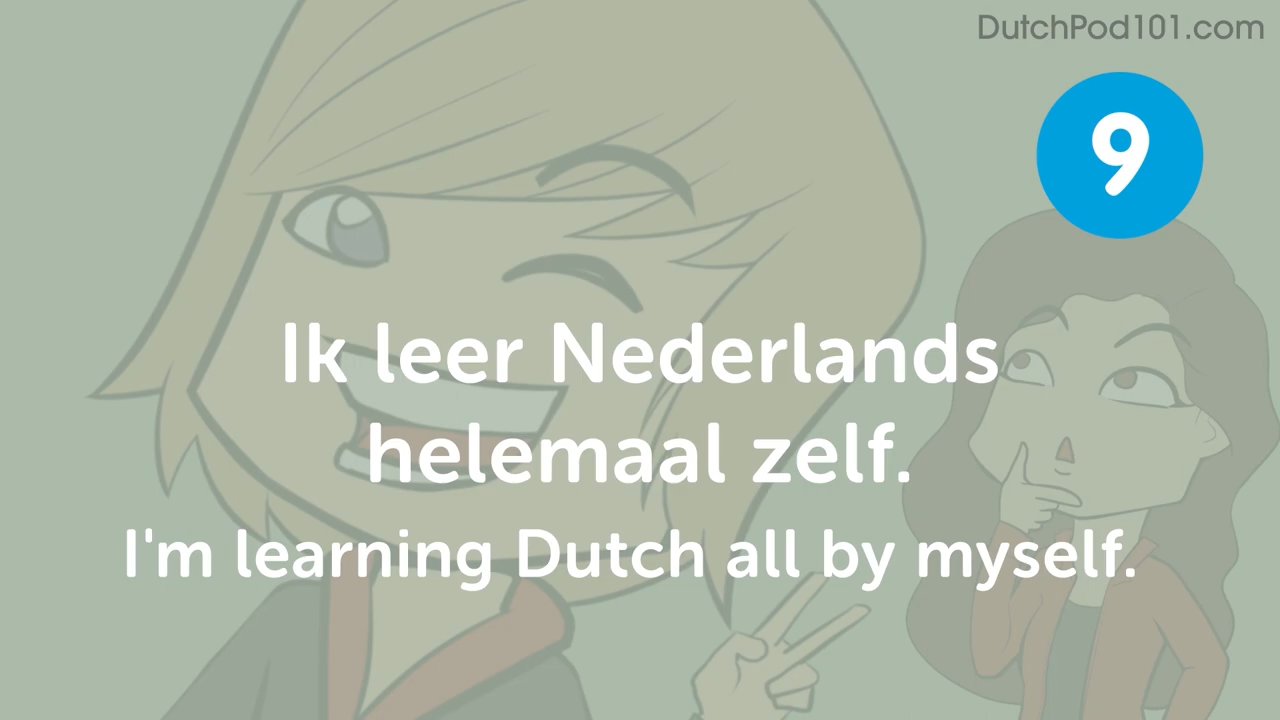 DutchPod101.com
9
Ik leer Nederlands
helemaal zelf.
I'm learning Dutch all by myself.